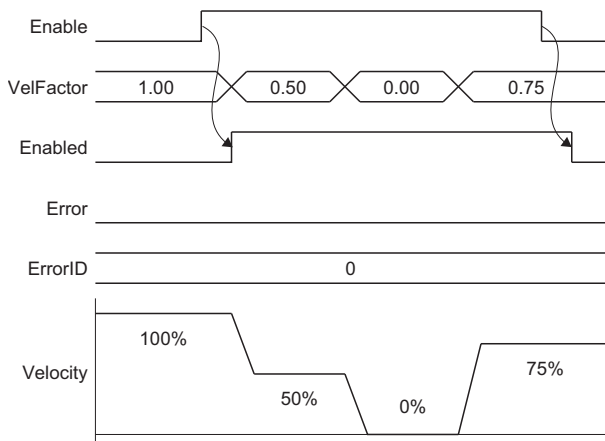 Enable
VelFactor
1.00
0.50
0.00
0.75
Enabled
Error
ErrorID
0
Velocity
100%
50%
0%
75%